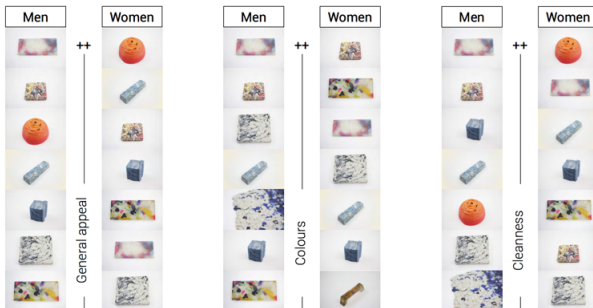 Men
Women
++
General appeal
Men
Women
++
Colours
Men
Women
++
Cleanness